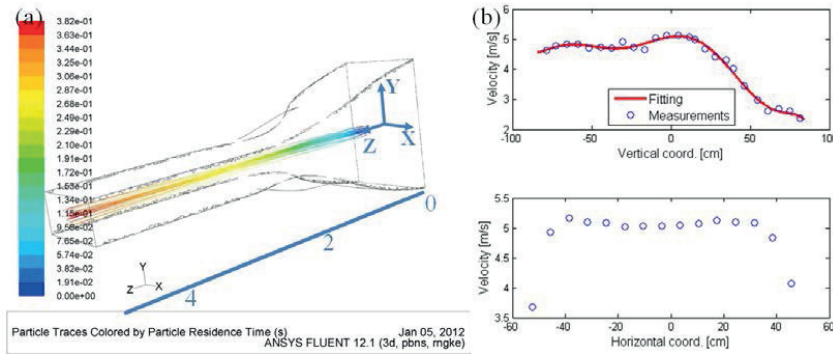 (a)
3.82e-01
3.63e-01
3.44e-01
3.25e-01
3.06e-01
2.87e-01
2.68e-01
2.49e-01
2.29e-01
2.10e-01
1.91e-01
1.72e-01
1.53e-01
1.34e-01
1.15e-01
9.56e-02
7.65e-02
5.74e-02
3.82e-02
1.91e-02
0.00e+00
Y
X
Z
0
2
4
Y
Z X
Particle Traces Colored by Particle Residence Time (s)
Jan 05, 2012
ANSYS FLUENT 12.1 (3d, pbns, rngke)
(b)
Velocity [m/s]
6
5
4
3
2
Fitting
Measurements
-100 -50 0 50 100
Vertical coord. [cm]
Velocity [m/s]
5.5
5
4.5
4
3.5
-60 -40 -20 0 20 40 60
Horizontal coord. [cm]